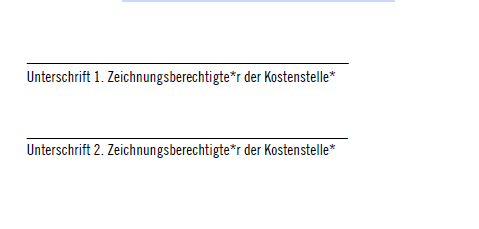 Unterschrift 1. Zeichnungsberechtigte*r der Kostenstelle*
Unterschrift 2. Zeichnungsberechtigte*r der Kostenstelle*